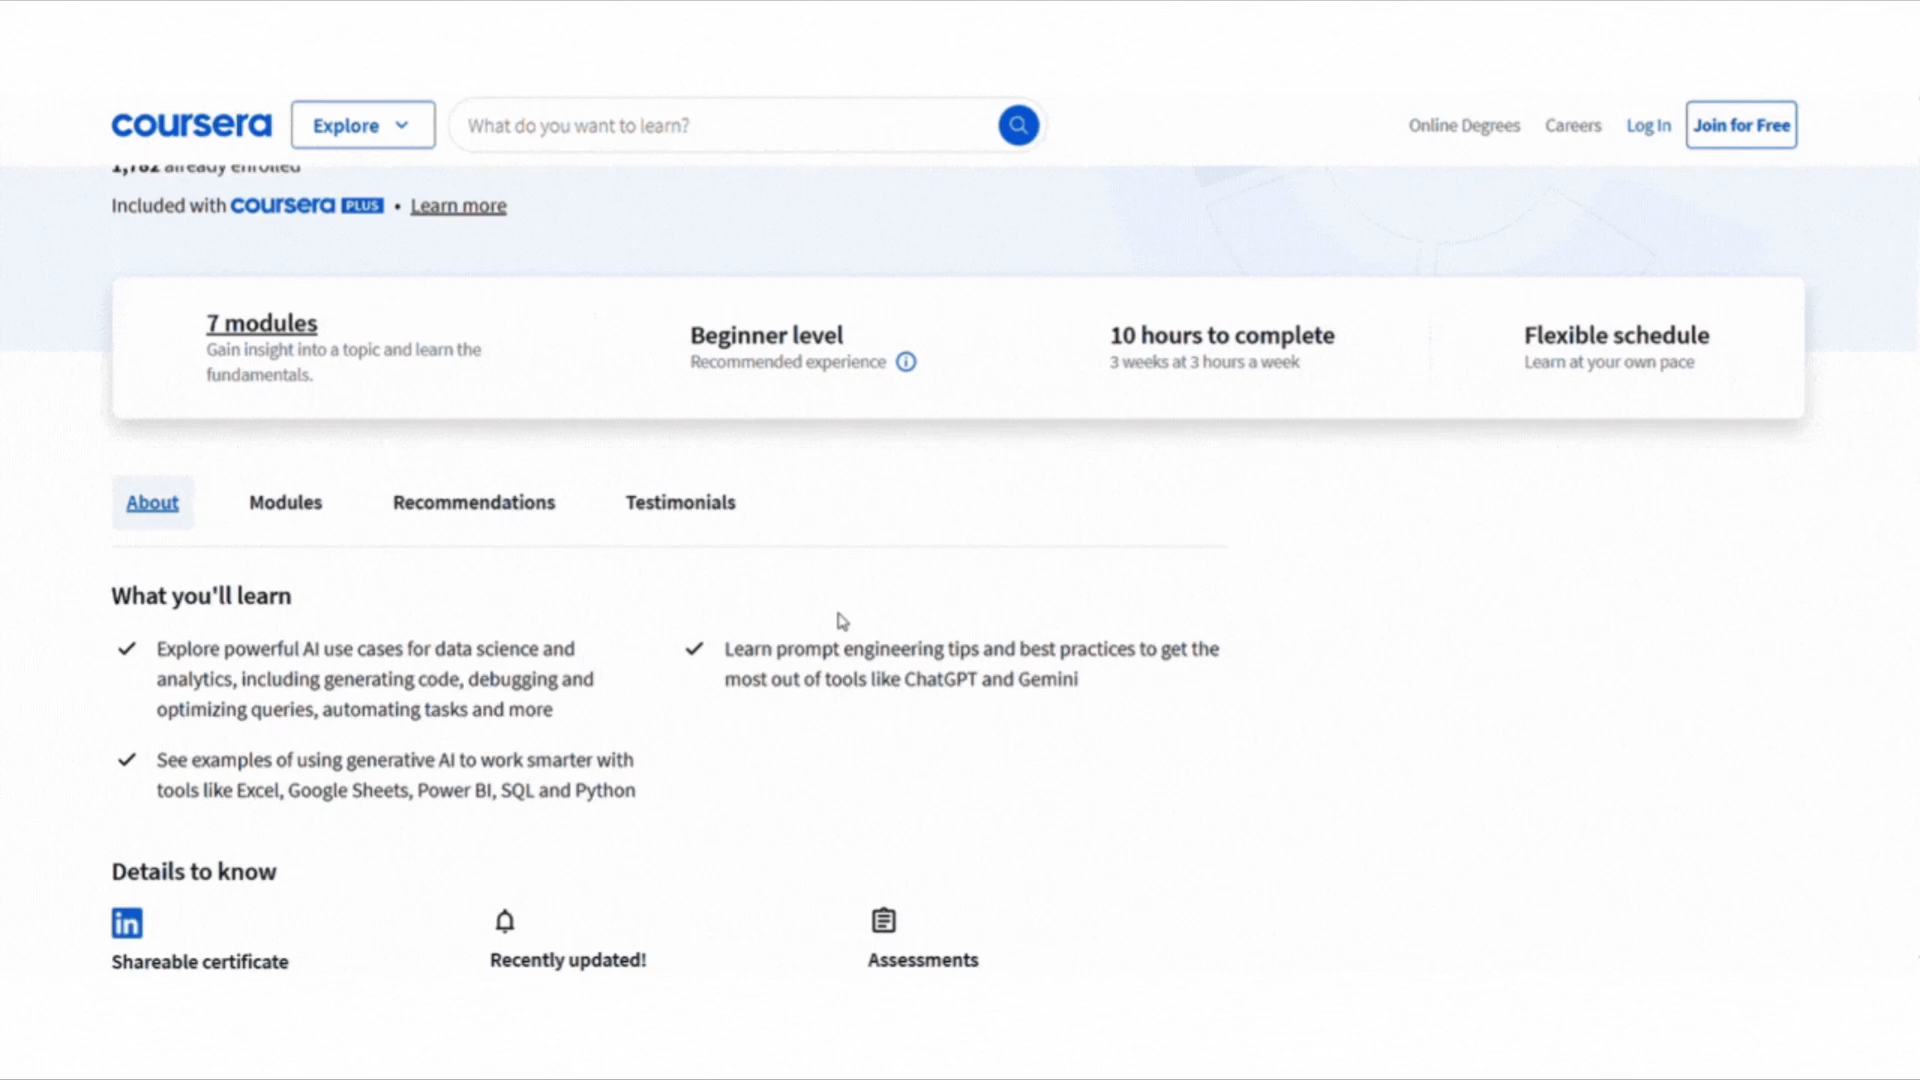 coursera
Explore
What do you want to learn?
Online Degrees
Careers
Log In
Join for Free
1,782 already enrolled
Included with coursera PLUS • Learn more
7 modules
Gain insight into a topic and learn the
fundamentals.
Beginner level
Recommended experience
10 hours to complete
3 weeks at 3 hours a week
Flexible schedule
Learn at your own pace
About
Modules
Recommendations
Testimonials
What you'll learn
Explore powerful AI use cases for data science and
analytics, including generating code, debugging and
optimizing queries, automating tasks and more
Learn prompt engineering tips and best practices to get the
most out of tools like ChatGPT and Gemini
See examples of using generative AI to work smarter with
tools like Excel, Google Sheets, Power BI, SQL and Python
Details to know
in
Shareable certificate
Recently updated!
Assessments